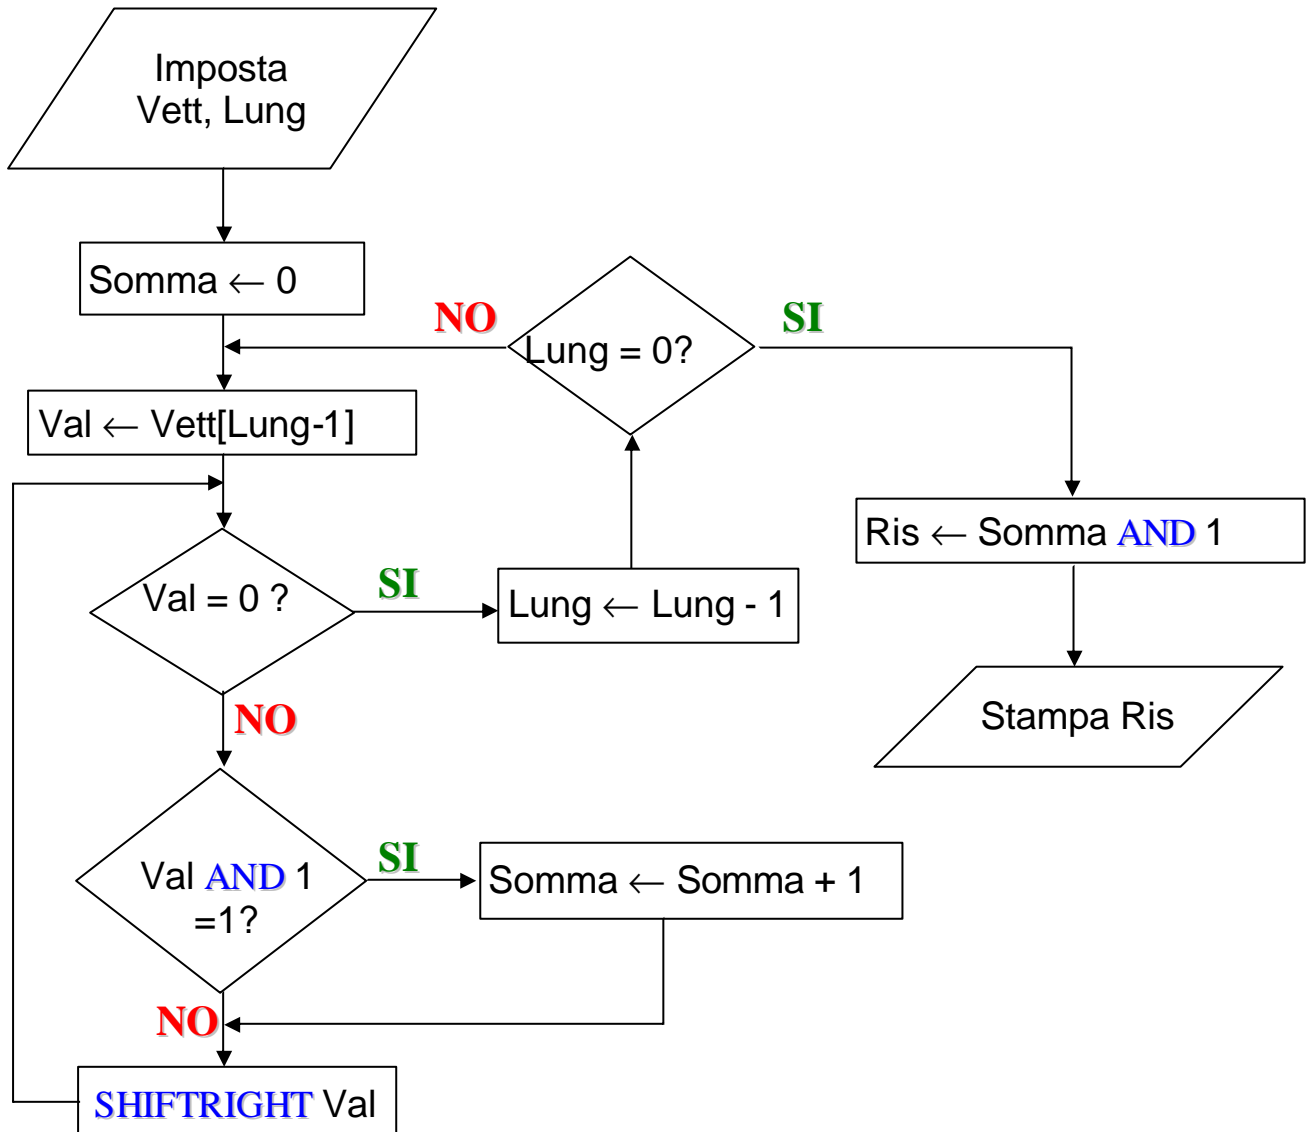 Imposta
Vett, Lung
Somma ← 0
NO
SI
Lung = 0?
Val ← Vett[Lung-1]
Ris ← Somma AND 1
Val = 0 ?
SI
Lung ← Lung - 1
NO
Stampa Ris
Val AND 1
=1?
SI
Somma ← Somma + 1
NO
SHIFTRIGHT Val